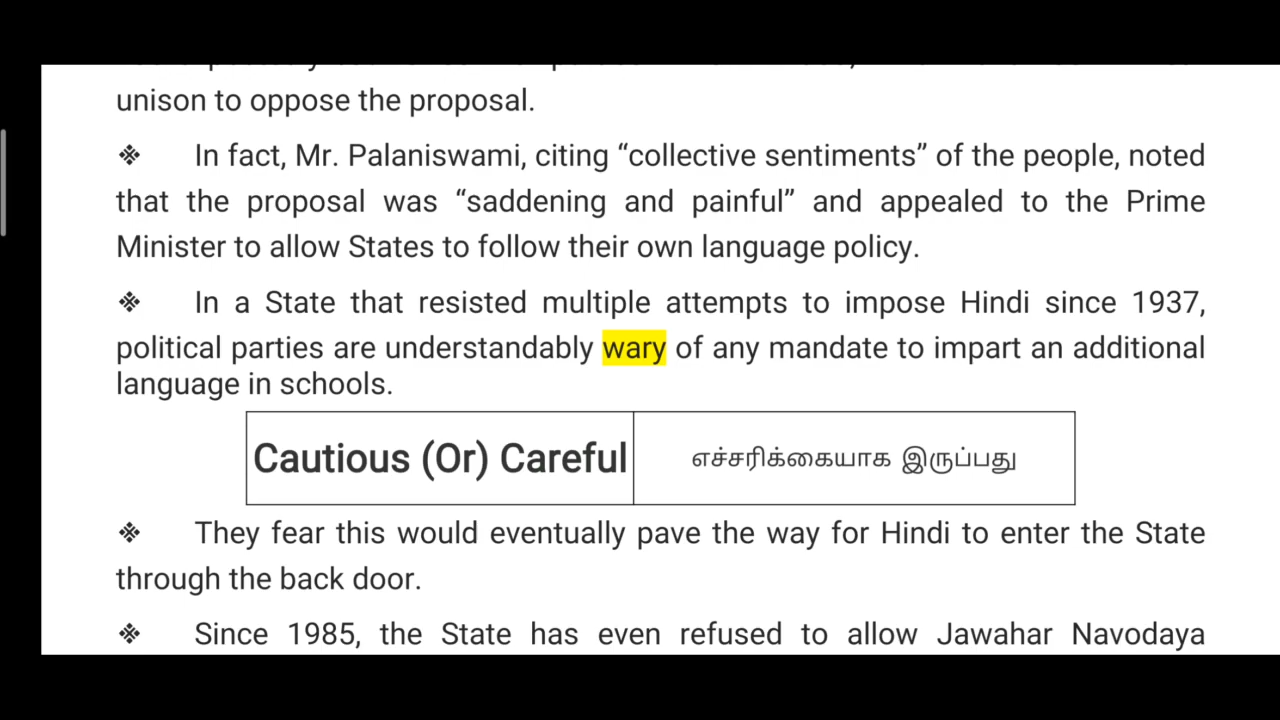 unison to oppose the proposal.
❖ In fact, Mr. Palaniswami, citing “collective sentiments” of the people, noted
that the proposal was “saddening and painful” and appealed to the Prime
Minister to allow States to follow their own language policy.
❖ In a State that resisted multiple attempts to impose Hindi since 1937,
political parties are understandably wary of any mandate to impart an additional
language in schools.
Cautious (Or) Careful எச்சரிக்கையாக இருப்பது
❖ They fear this would eventually pave the way for Hindi to enter the State
through the back door.
❖ Since 1985, the State has even refused to allow Jawahar Navodaya